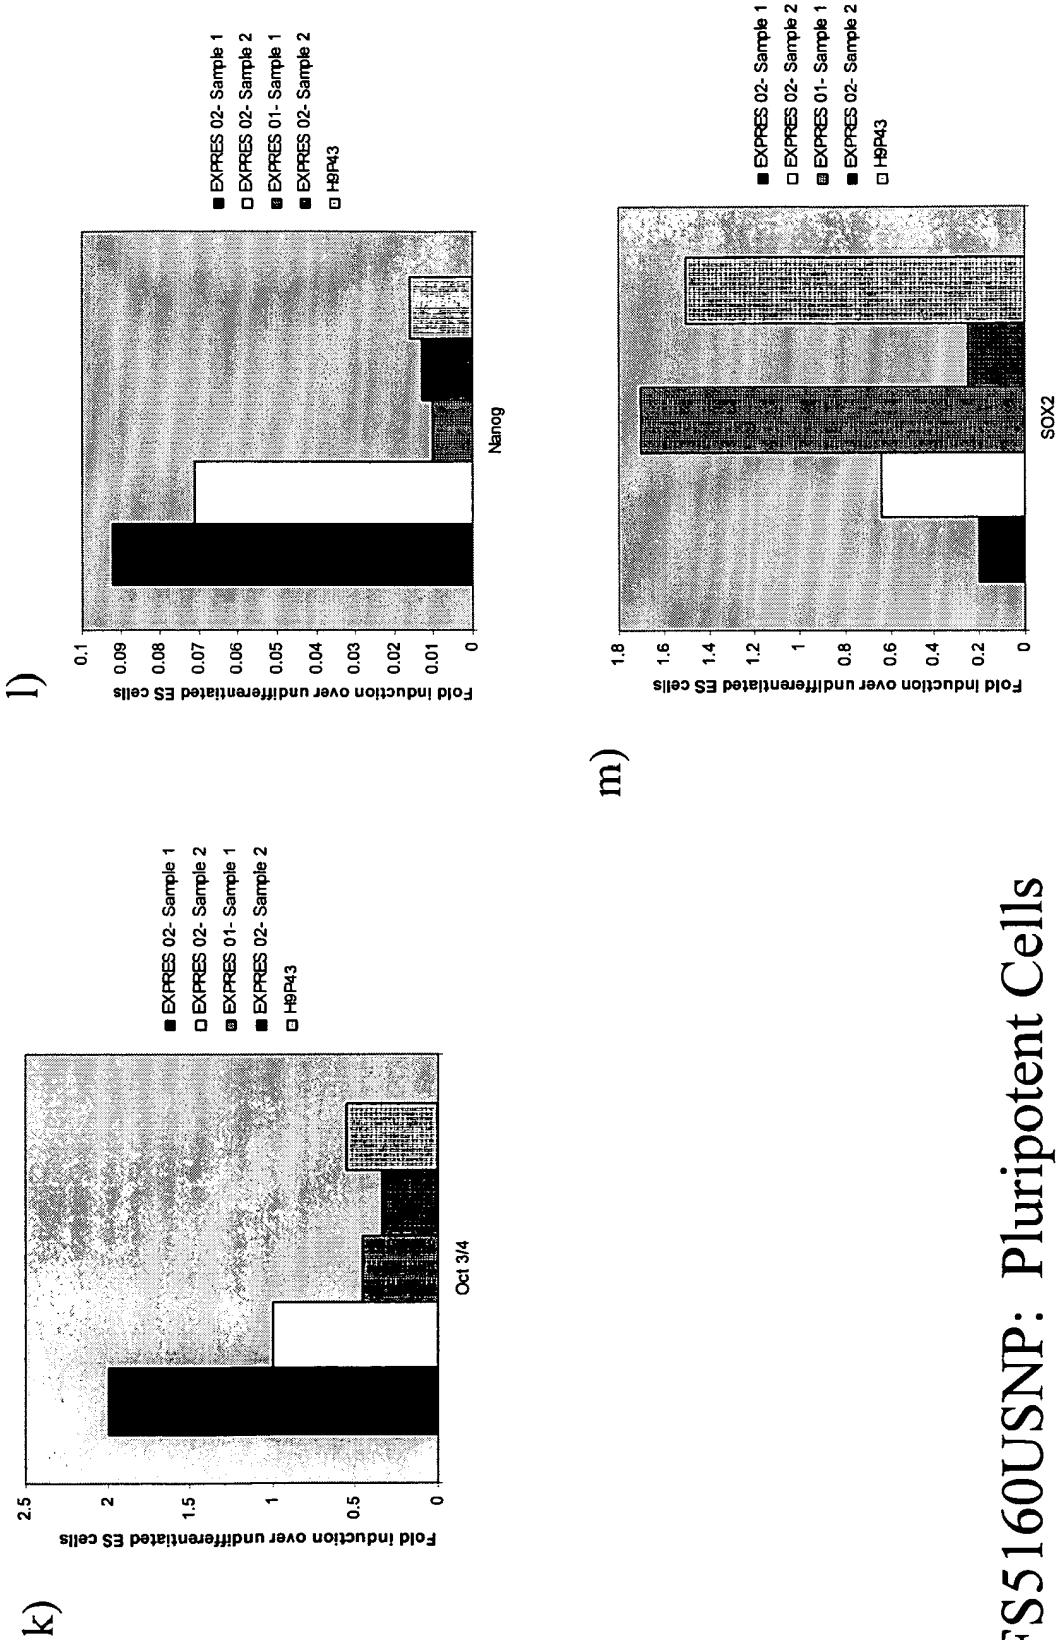 k)
Fold induction over undifferentiated ES cells
2.5
2
1.5
1
0.5
0
Oct 3/4
EXPRES 02- Sample 1
EXPRES 02- Sample 2
EXPRES 01- Sample 1
EXPRES 02- Sample 2
H9P43
l)
Fold induction over undifferentiated ES cells
0.1
0.09
0.08
0.07
0.06
0.05
0.04
0.03
0.02
0.01
0
Nanog
EXPRES 02- Sample 1
EXPRES 02- Sample 2
EXPRES 01- Sample 1
EXPRES 02- Sample 2
H9P43
m)
Fold induction over undifferentiated ES cells
1.8
1.6
1.4
1.2
1
0.8
0.6
0.4
0.2
0
SOX2
EXPRES 02- Sample 1
EXPRES 02- Sample 2
EXPRES 01- Sample 1
EXPRES 02- Sample 2
H9P43
FS5160USNP: Pluripotent Cells